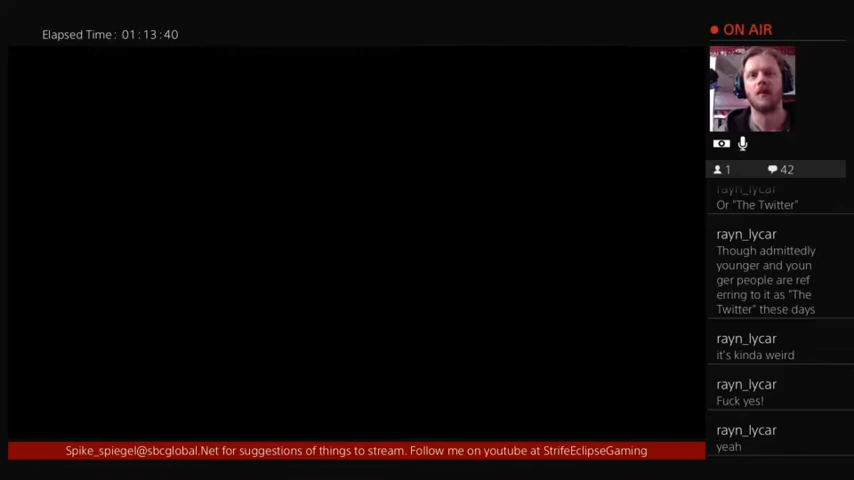 Elapsed Time: 01:13:40
ON AIR
1 42
rayn_lycar
Or "The Twitter"
rayn_lycar
Though admittedly
younger and youn
ger people are ref
erring to it as "The
Twitter" these days
rayn_lycar
it's kinda weird
rayn_lycar
Fuck yes!
rayn_lycar
yeah
Spike_spiegel@sbcglobal.Net for suggestions of things to stream. Follow me on youtube at StrifeEclipseGaming